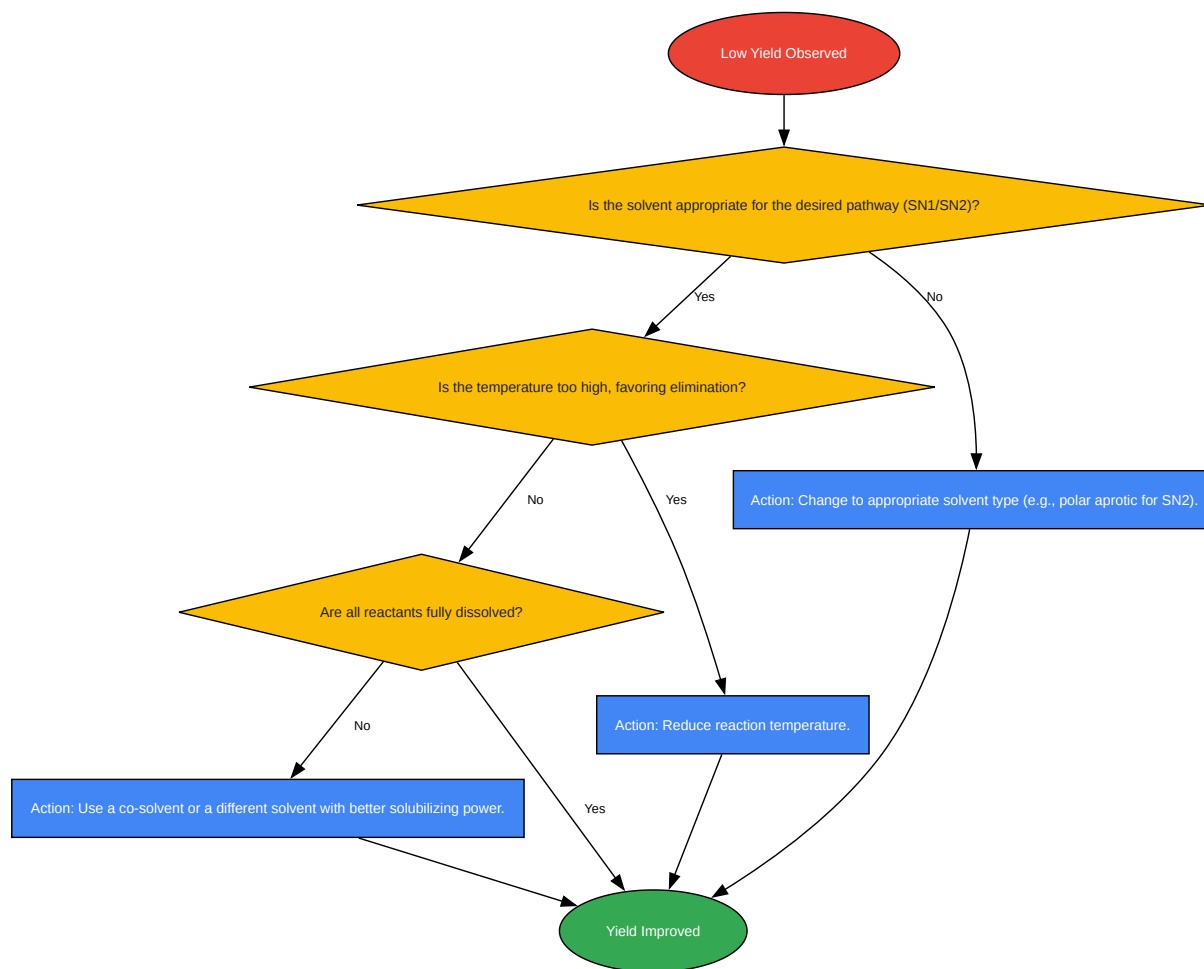 Low Yield Observed
Is the solvent appropriate for the desired pathway (SN1/SN2)?
Yes
No
Is the temperature too high, favoring elimination?
No
Yes
Action: Change to appropriate solvent type (e.g., polar aprotic for SN2).
Are all reactants fully dissolved?
No
Action: Reduce reaction temperature.
Action: Use a co-solvent or a different solvent with better solubilizing power.
Yes
Yield Improved